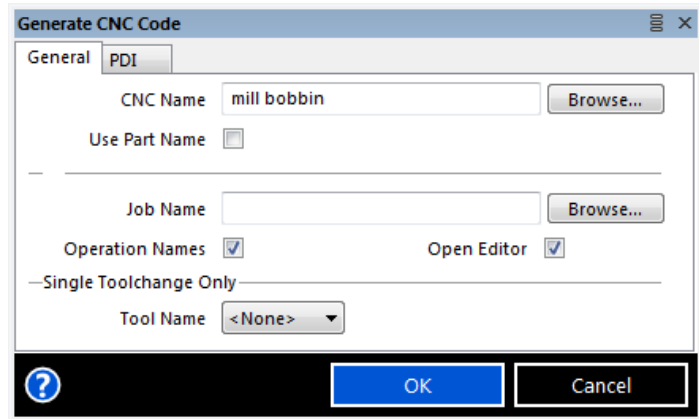 Generate CNC Code
General PDI
CNC Name mill bobbin Browse...
Use Part Name
Job Name Browse...
Operation Names Open Editor
Single Toolchange Only
Tool Name <None>
? OK Cancel